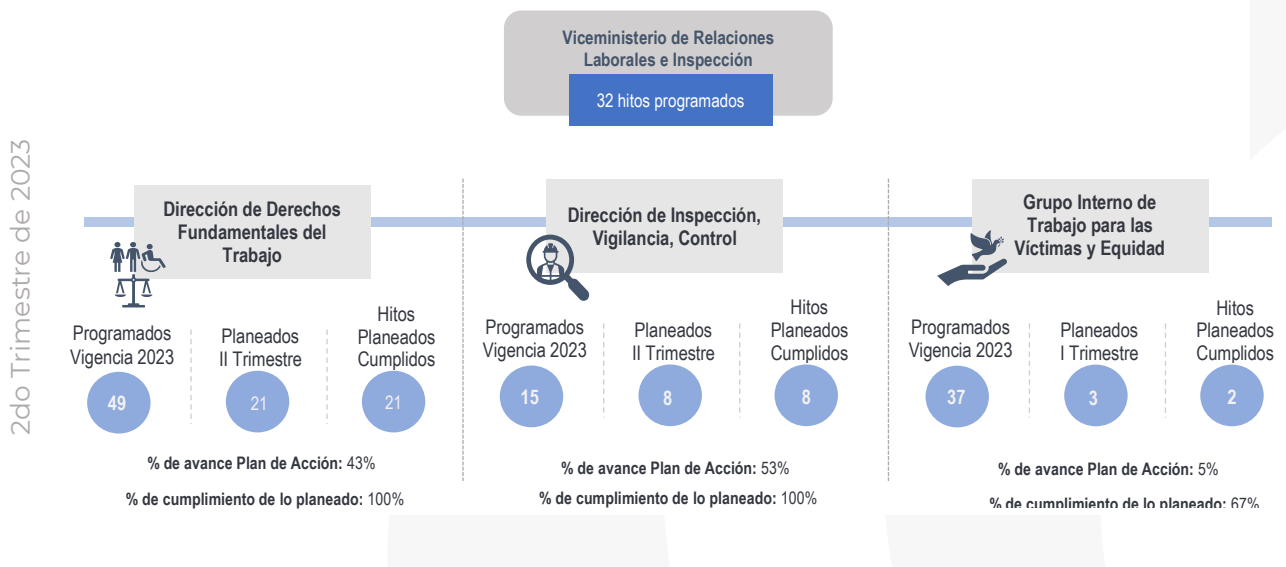 Viceministerio de Relaciones
Laborales e Inspección
32 hitos programados
2do Trimestre de 2023
Dirección de Derechos
Fundamentales del
Trabajo
Programados
Vigencia 2023
49
Planeados
II Trimestre
21
Hitos
Planeados
Cumplidos
21
% de avance Plan de Acción: 43%
% de cumplimiento de lo planeado: 100%
Dirección de Inspección,
Vigilancia, Control
Programados
Vigencia 2023
15
Planeados
II Trimestre
8
Hitos
Planeados
Cumplidos
8
% de avance Plan de Acción: 53%
% de cumplimiento de lo planeado: 100%
Grupo Interno de
Trabajo para las
Víctimas y Equidad
Programados
Vigencia 2023
37
Planeados
I Trimestre
3
Hitos
Planeados
Cumplidos
2
% de avance Plan de Acción: 5%
% de cumplimiento de lo planeado: 67%